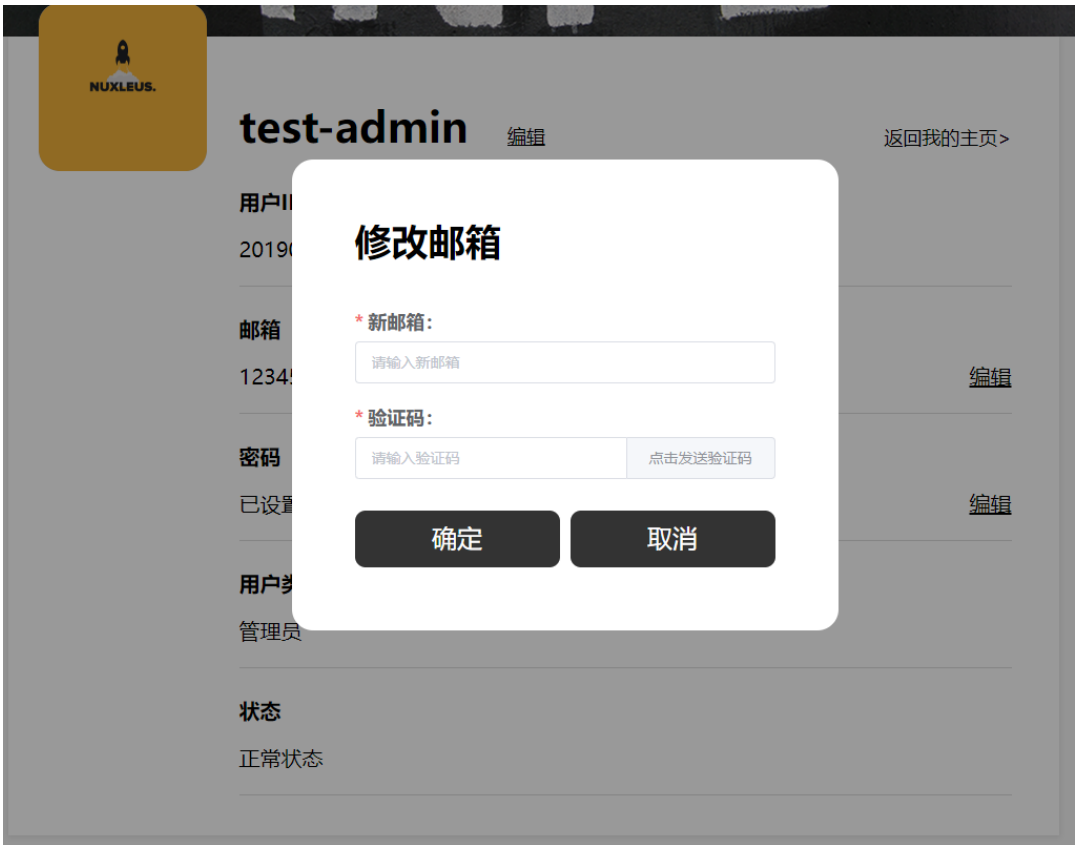 NUXLEUS.
test-admin 编辑 返回我的主页>
用户
2019
邮箱
1234 编辑
密码
已设置 编辑
用户类
管理员
状态
正常状态
修改邮箱
* 新邮箱:
请输入新邮箱
* 验证码:
请输入验证码 点击发送验证码
确定 取消